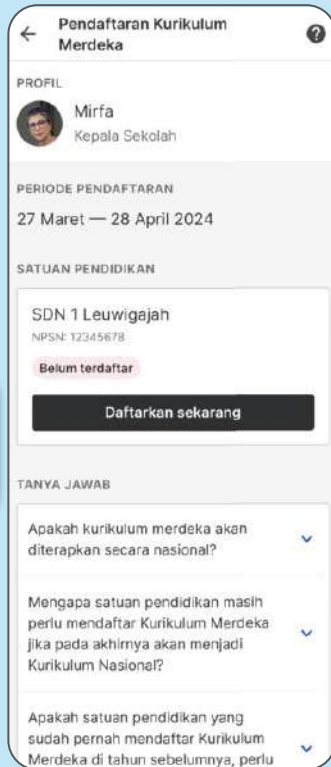 Pendaftaran Kurikulum
Merdeka
PROFIL
Mirfa
Kepala Sekolah
PERIODE PENDAFTARAN
27 Maret — 28 April 2024
SATUAN PENDIDIKAN
SDN 1 Leuwigajah
NPSN: 12345678
Belum terdaftar
Daftarkan sekarang
TANYA JAWAB
Apakah kurikulum merdeka akan
diterapkan secara nasional?
Mengapa satuan pendidikan masih
perlu mendaftar Kurikulum Merdeka
jika pada akhirnya akan menjadi
Kurikulum Nasional?
Apakah satuan pendidikan yang
sudah pernah mendaftar Kurikulum
Merdeka di tahun sebelumnya, perlu